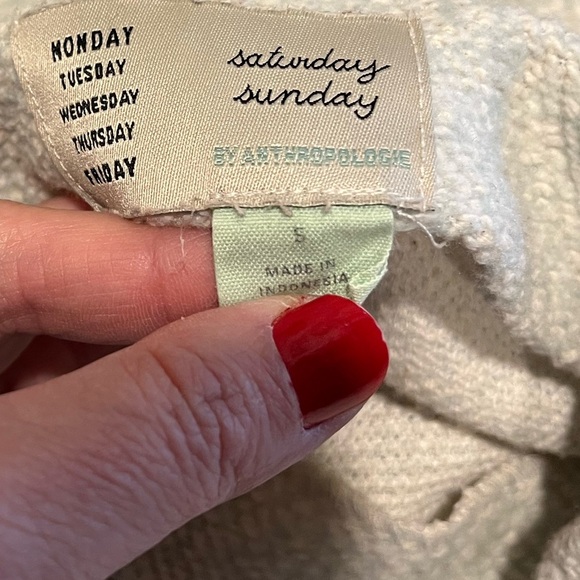 MONDAY
TUESDAY
WEDNESDAY
THURSDAY
FRIDAY
saturday
sunday
BY ANTHROPOLOGIE
S
MADE IN
INDONESIA